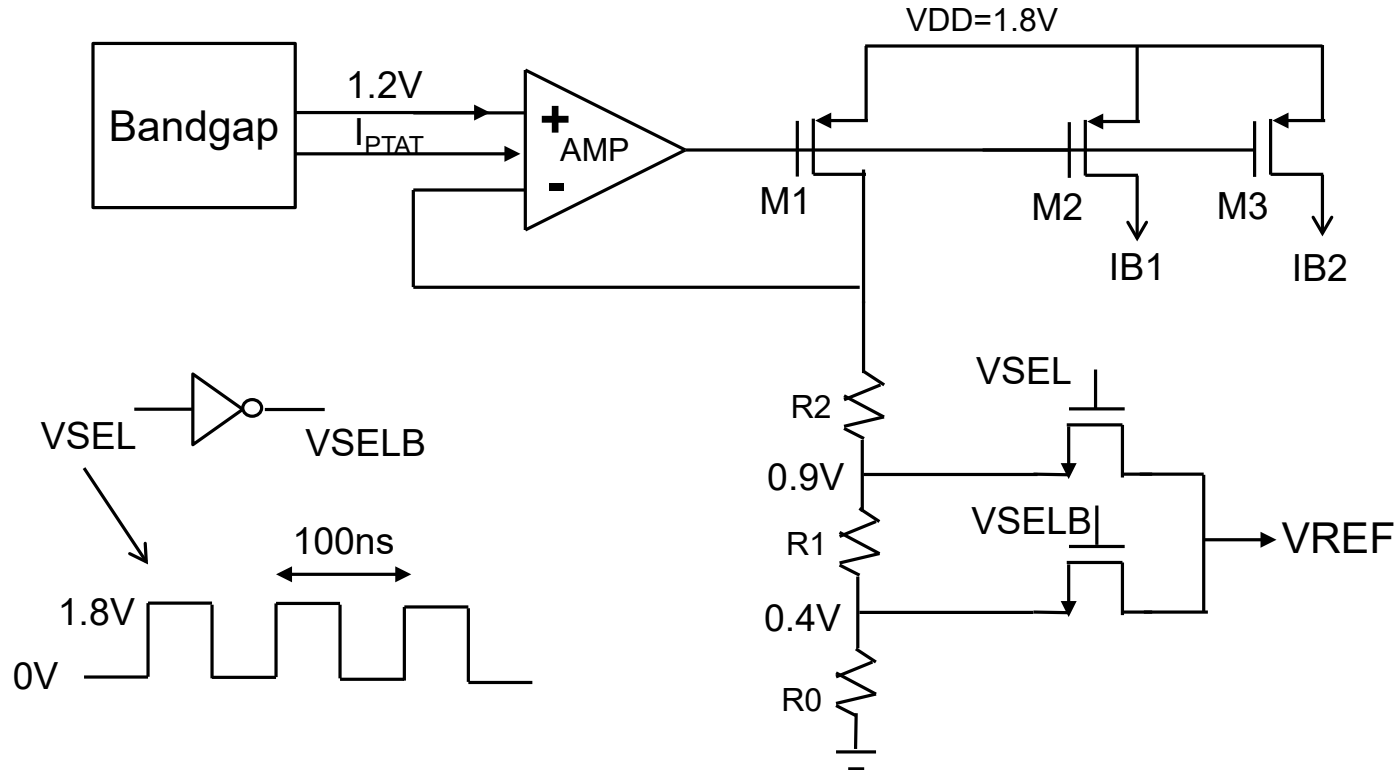 VDD=1.8V
1.2V
Bandgap
I_PTAT
+
AMP
-
M1
M2
M3
IB1
IB2
VSEL
R2
VSEL
VSELB
0.9V
VSELB
100ns
R1
VREF
1.8V
0.4V
0V
R0